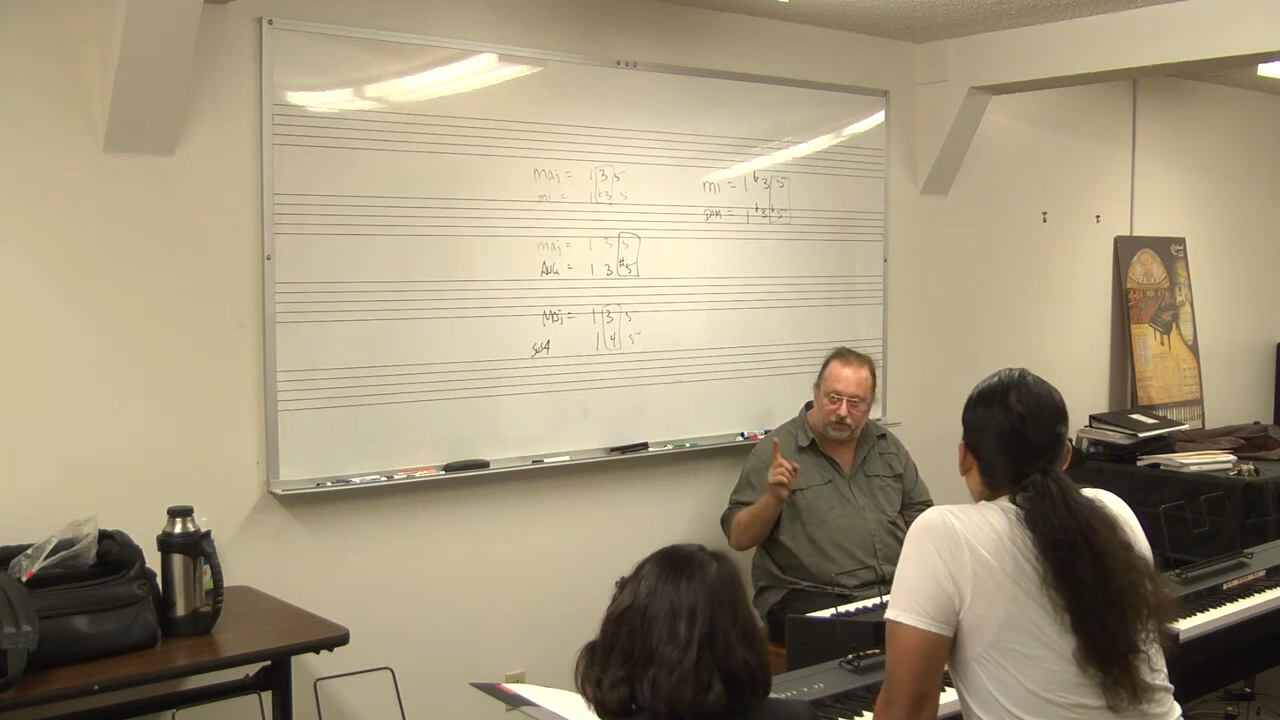 maj = 1 3 5
mi = 1 b3 5
maj = 1 3 5
AUG = 1 3 #5
Maj = 1 3 5
sus4 1 4 5
mi = 1 b3 5
DIM = 1 b3 b5